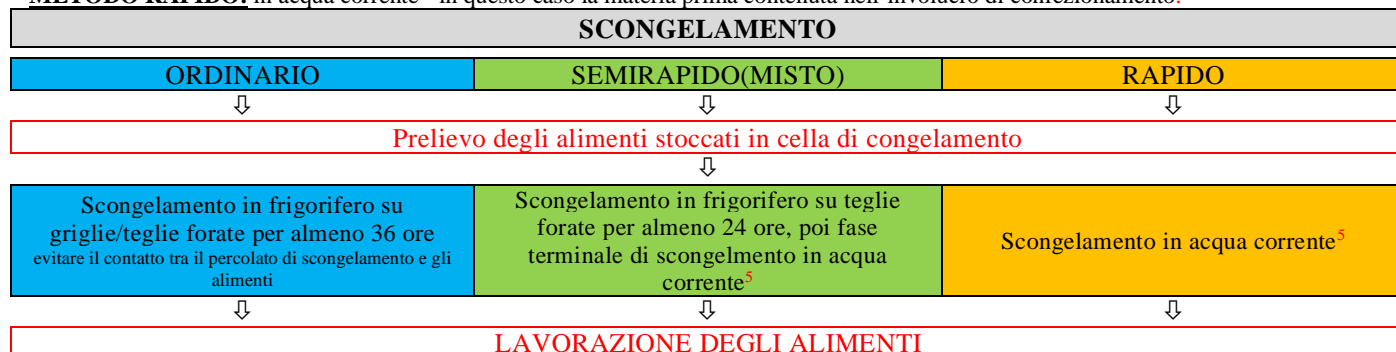 METODO RAPIDO: in acqua corrente - in questo caso la materia prima contenuta nell'involucro di confezionamento.
SCONGELAMENTO
ORDINARIO
SEMIRAPIDO(MISTO)
RAPIDO
Prelievo degli alimenti stoccati in cella di congelamento
Scongelamento in frigorifero su
griglie/teglie forate per almeno 36 ore
evitare il contatto tra il percolato di scongelamento e gli
alimenti
Scongelamento in frigorifero su teglie
forate per almeno 24 ore, poi fase
terminale di scongelmento in acqua
corrente5
Scongelamento in acqua corrente5
LAVORAZIONE DEGLI ALIMENTI